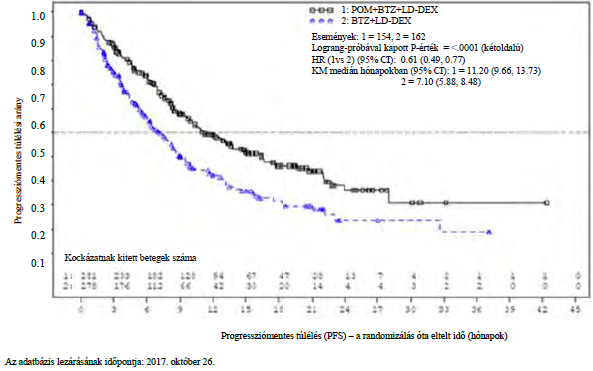 1: POM+BTZ+LD-DEX
2: BTZ+LD-DEX
Események: 1 = 154, 2 = 162
Lograng-próbával kapott P-érték = <.0001 (kétoldalú)
HR (1vs 2) (95% CI): 0.61 (0.49, 0.77)
KM medián hónapokban (95% CI): 1 = 11.20 (9.66, 13.73)
2 = 7.10 (5.88, 8.48)
Progressziómentes túlélési arány
1.0
0.9
0.8
0.7
0.6
0.5
0.4
0.3
0.2
0.1
Kockázatnak kitett betegek száma
0 3 6 9 12 15 18 21 24 27 30 33 36 39 42 45
Progressziómentes túlélés (PFS) – a randomizálás óta eltelt idő (hónapok)
Az adatbázis lezárásának időpontja: 2017. október 26.